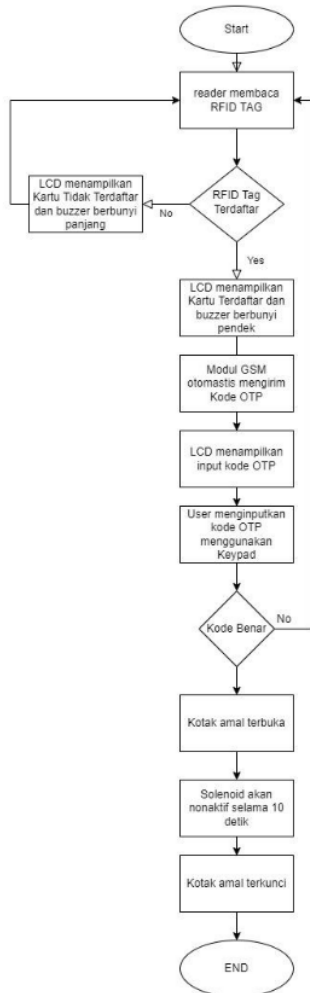 Start
reader membaca
RFID TAG
RFID Tag
Terdaftar
No
LCD menampilkan
Kartu Tidak Terdaftar
dan buzzer berbunyi
panjang
Yes
LCD menampilkan
Kartu Terdaftar dan
buzzer berbunyi
pendek
Modul GSM
otomastis mengirim
Kode OTP
LCD menampilkan
input kode OTP
User menginputkan
kode OTP
menggunakan
Keypad
Kode Benar
No
Kotak amal terbuka
Solenoid akan
nonaktif selama 10
detik
Kotak amal terkunci
END